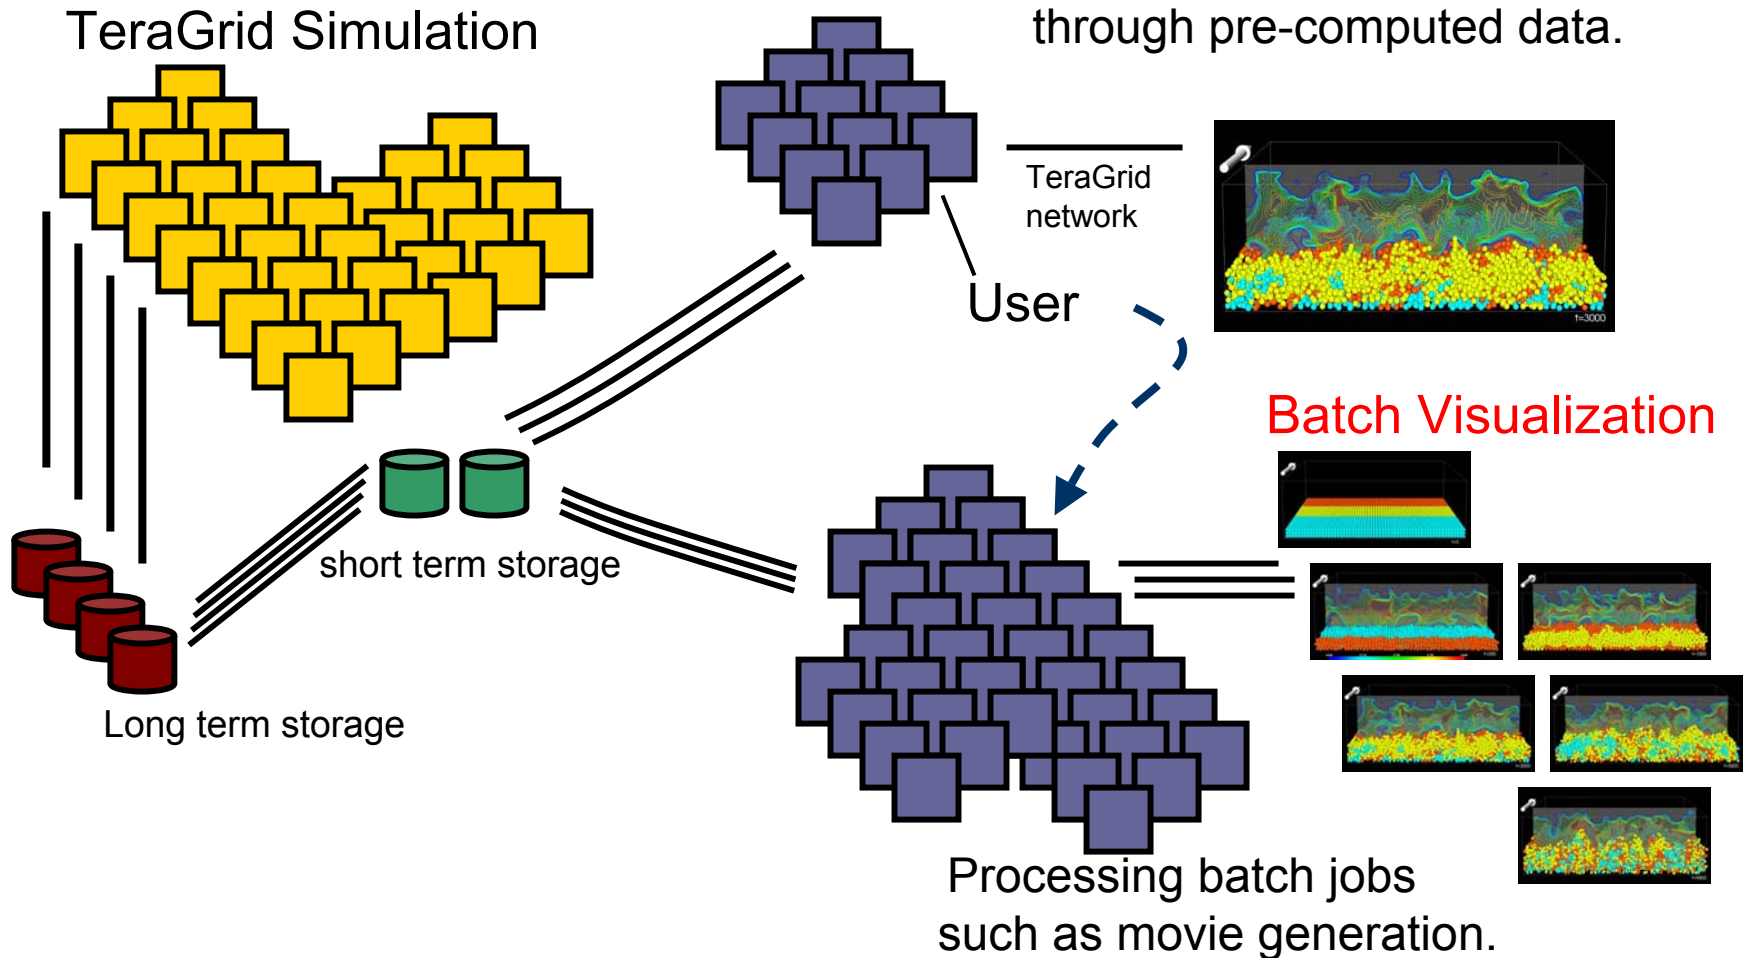 TeraGrid Simulation
through pre-computed data.
TeraGrid
network
User
t=3000
Batch Visualization
short term storage
Long term storage
Processing batch jobs
such as movie generation.